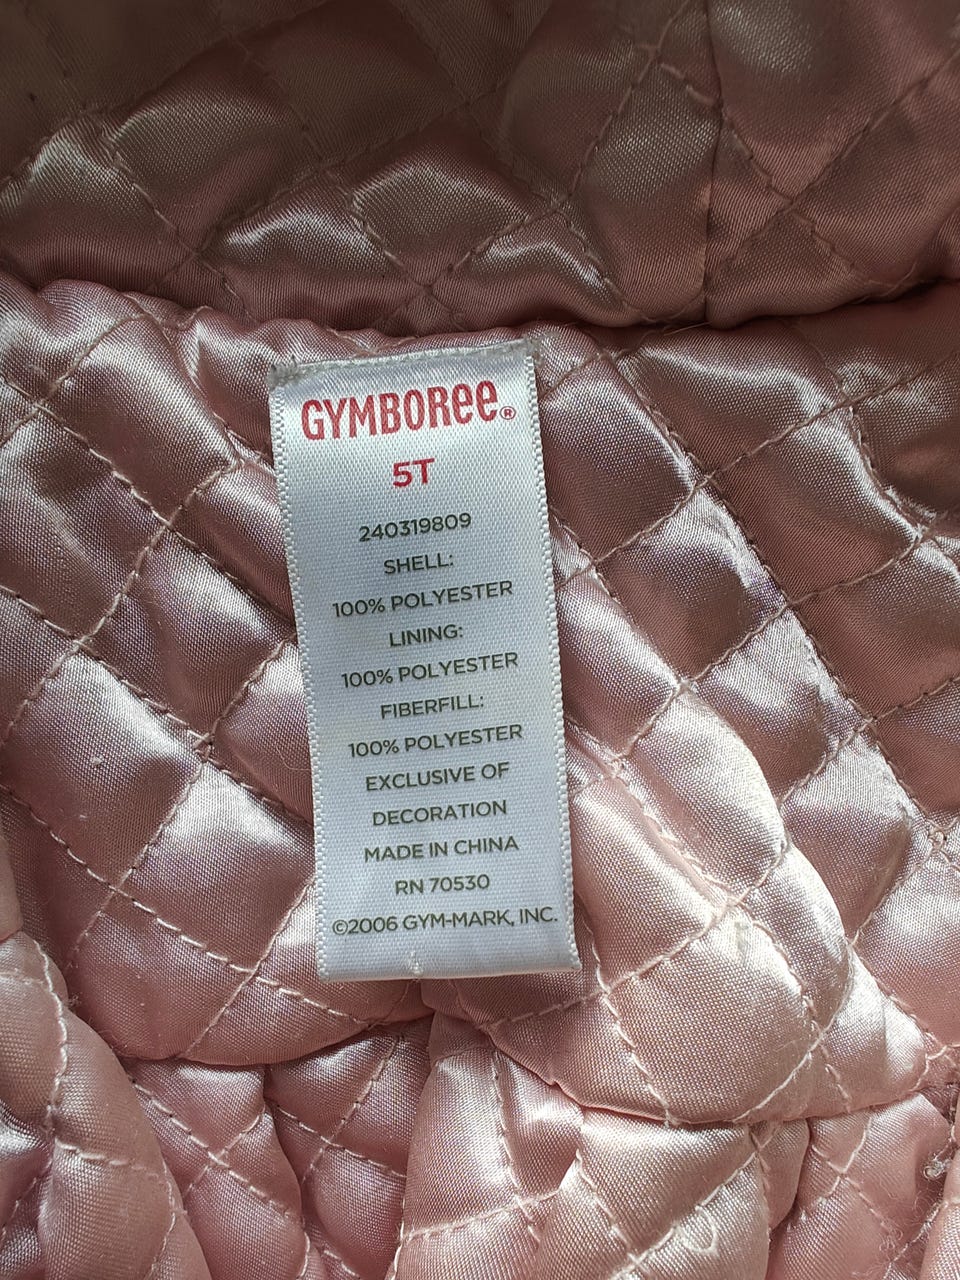 GYMBOREE®
5T
240319809
SHELL:
100% POLYESTER
LINING:
100% POLYESTER
FIBERFILL:
100% POLYESTER
EXCLUSIVE OF
DECORATION
MADE IN CHINA
RN 70530
©2006 GYM-MARK, INC.